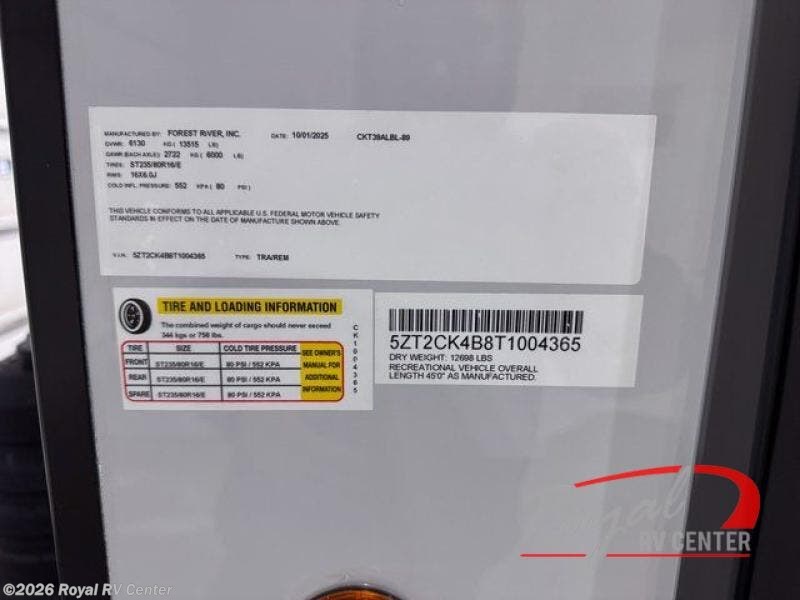 MANUFACTURED BY: FOREST RIVER, INC. DATE: 10/01/2025 CKT39ALBL-89
GVWR: 6130 KG ( 13515 LB)
GAWR (EACH AXLE): 2722 KG ( 6000 LB)
TIRES: ST235/80R16/E
RIMS: 16X6.0J
COLD INFL. PRESSURE: 552 KPA ( 80 PSI )
THIS VEHICLE CONFORMS TO ALL APPLICABLE U.S. FEDERAL MOTOR VEHICLE SAFETY
STANDARDS IN EFFECT ON THE DATE OF MANUFACTURE SHOWN ABOVE.
V.I.N.: 5ZT2CK4B8T1004365 TYPE: TRA/REM
TIRE AND LOADING INFORMATION
The combined weight of cargo should never exceed
344 kgs or 758 lbs.
TIRE SIZE COLD TIRE PRESSURE SEE OWNER'S MANUAL FOR ADDITIONAL INFORMATION
FRONT ST235/80R16/E 80 PSI / 552 KPA
REAR ST235/80R16/E 80 PSI / 552 KPA
SPARE ST235/80R16/E 80 PSI / 552 KPA
CK1004365
5ZT2CK4B8T1004365
DRY WEIGHT: 12698 LBS
RECREATIONAL VEHICLE OVERALL
LENGTH 45'0" AS MANUFACTURED.
Royal
RV CENTER
©2026 Royal RV Center